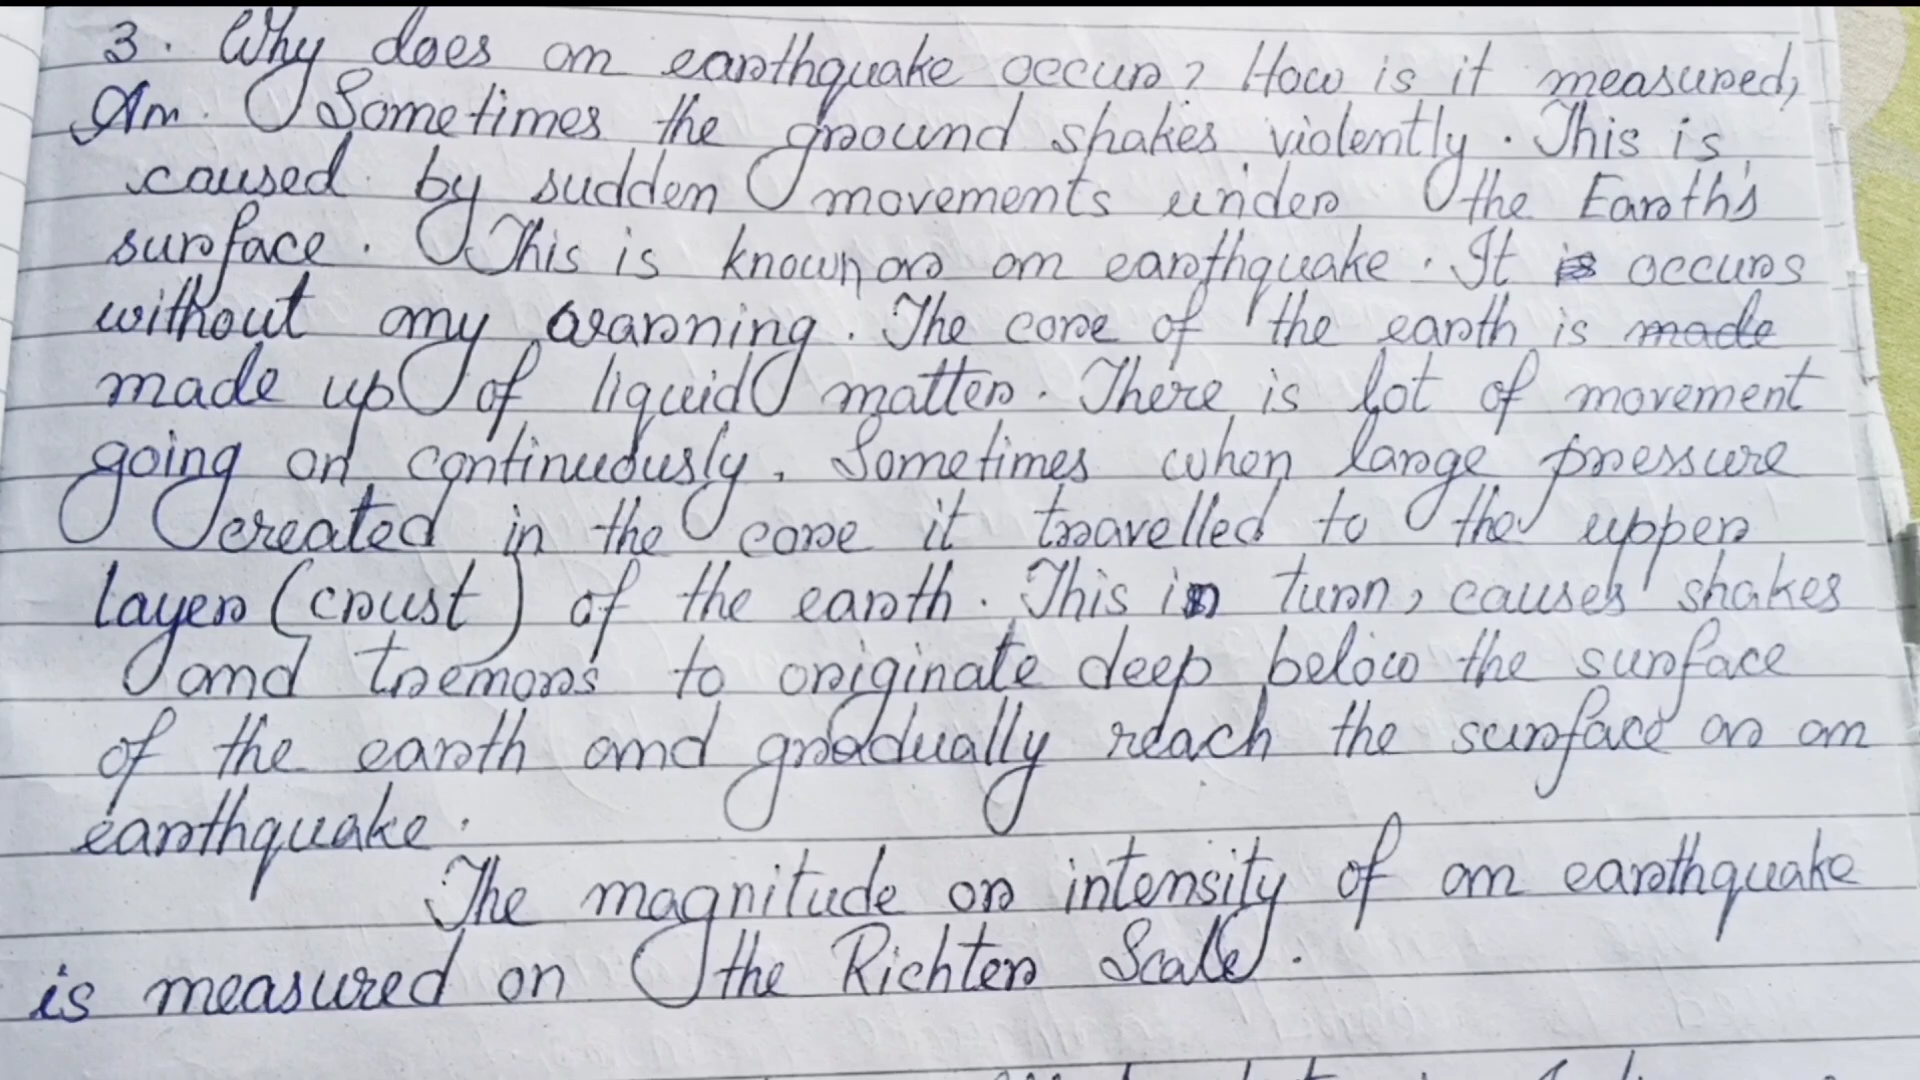 3. Why does an earthquake occur? How is it measured,
Ans. Sometimes the ground shakes violently. This is
caused by sudden movements under the Earth's
surface. This is known as an earthquake. It is occurs
without any warning. The core of the earth is made
made up of liquid matter. There is lot of movement
going on continuously. Sometimes when large pressure
created in the core it travelled to the upper
layer (crust) of the earth. This in turn, causes shakes
and tremors to originate deep below the surface
of the earth and gradually reach the surface as an
earthquake.
The magnitude or intensity of an earthquake
is measured on the Richter Scale.